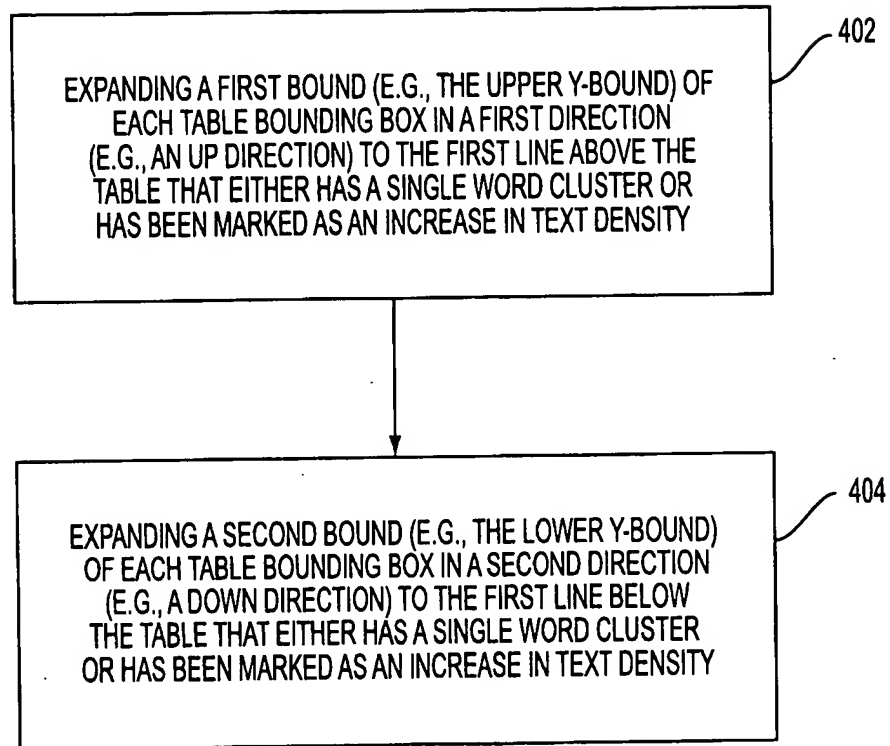 402
EXPANDING A FIRST BOUND (E.G., THE UPPER Y-BOUND) OF
EACH TABLE BOUNDING BOX IN A FIRST DIRECTION
(E.G., AN UP DIRECTION) TO THE FIRST LINE ABOVE THE
TABLE THAT EITHER HAS A SINGLE WORD CLUSTER OR
HAS BEEN MARKED AS AN INCREASE IN TEXT DENSITY
404
EXPANDING A SECOND BOUND (E.G., THE LOWER Y-BOUND)
OF EACH TABLE BOUNDING BOX IN A SECOND DIRECTION
(E.G., A DOWN DIRECTION) TO THE FIRST LINE BELOW
THE TABLE THAT EITHER HAS A SINGLE WORD CLUSTER
OR HAS BEEN MARKED AS AN INCREASE IN TEXT DENSITY